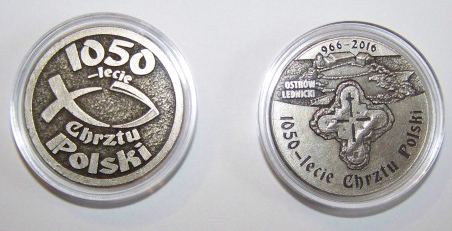 1050
-lecie
Chrztu
Polski
966-2016
OSTRÓW
LEDNICKI
1050-lecie Chrztu Polski